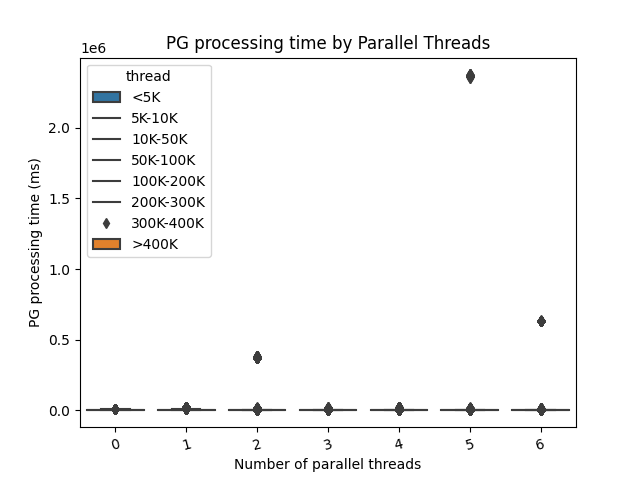 PG processing time by Parallel Threads
1e6
thread
<5K
5K-10K
10K-50K
50K-100K
100K-200K
200K-300K
300K-400K
>400K
PG processing time (ms)
2.0
1.5
1.0
0.5
0.0
0 1 2 3 4 5 6
Number of parallel threads